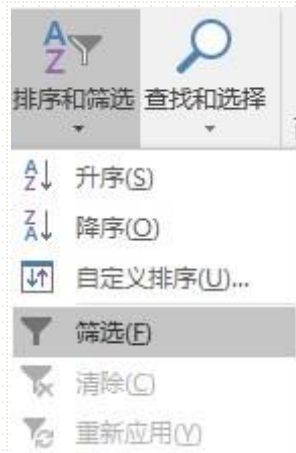 排序和筛选 查找和选择
升序(S)
降序(O)
自定义排序(U)...
筛选(F)
清除(C)
重新应用(Y)